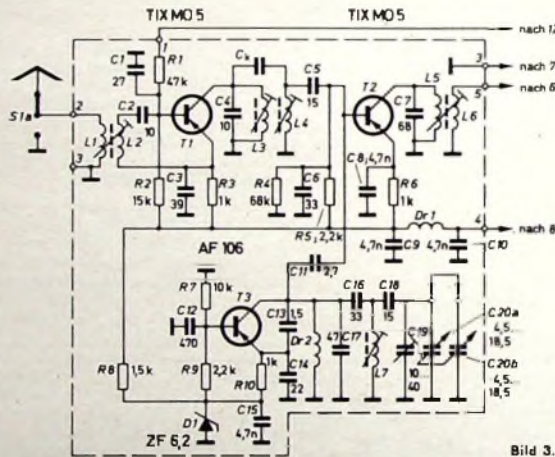 TIXM05 TIXM05
nach 12
1
C1
27
R1
47k
Ck
C5
15
T2
L5
3
nach 7
nach 6
5
S1a
2
C2
10
C4
10
C7
68
L6
L1
L2
T1
L3
L4
3
C3
39
R3
1k
C8; 4,7n
R2
15k
R4
68k
C6
33
R6
1k
R5; 2,2k
Dr1
4
nach 8
4,7n
C9
4,7n
C10
AF 106
C11
2,7
R7
10k
T3
C12
470
C13
1,5
C16
33
C18
15
C20a
4,5...
18,5
Dr2
47
C17
C19
10
40
L7
C20b
4,5...
18,5
R8
1,5k
R9
2,2k
1k
R10
C14
22
D1
C15
4,7n
ZF 6,2
Bild 3.